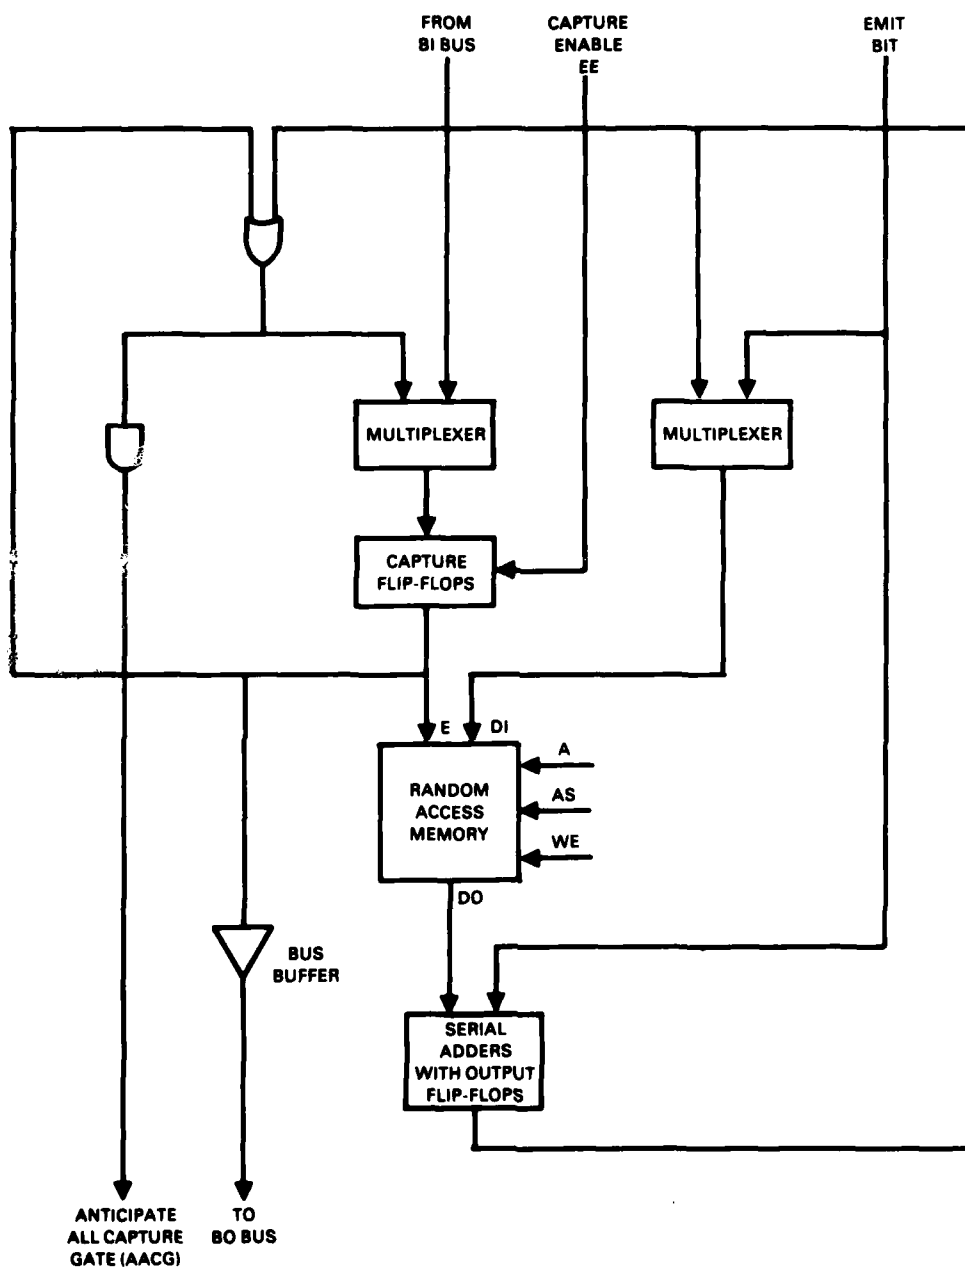 FROM
BI BUS
CAPTURE
ENABLE
EE
EMIT
BIT
MULTIPLEXER
MULTIPLEXER
CAPTURE
FLIP-FLOPS
E
DI
RANDOM
ACCESS
MEMORY
A
AS
WE
DO
BUS
BUFFER
SERIAL
ADDERS
WITH OUTPUT
FLIP-FLOPS
ANTICIPATE
ALL CAPTURE
GATE (AACG)
TO
BO BUS